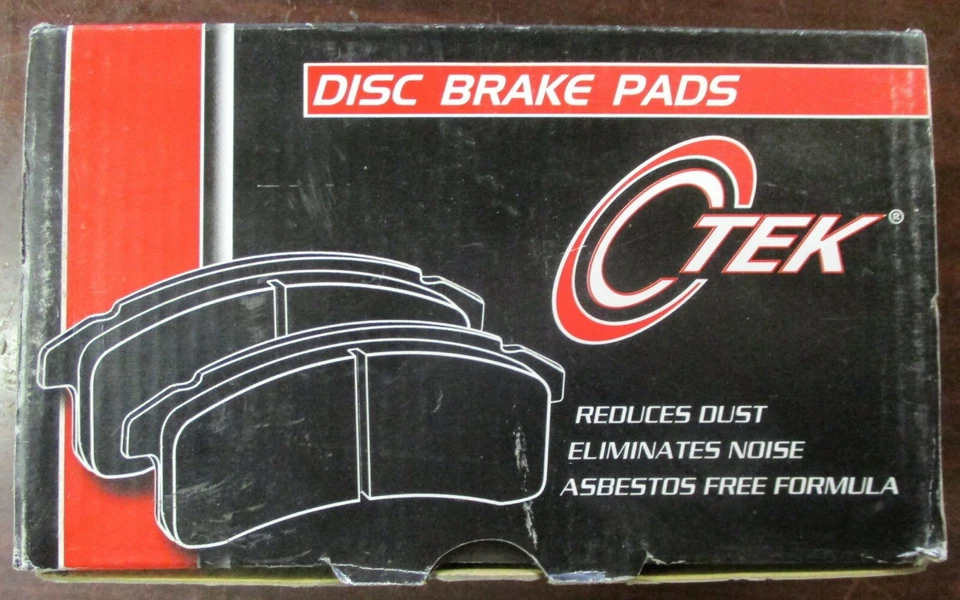 DISC BRAKE PADS
CTEK®
REDUCES DUST
ELIMINATES NOISE
ASBESTOS FREE FORMULA